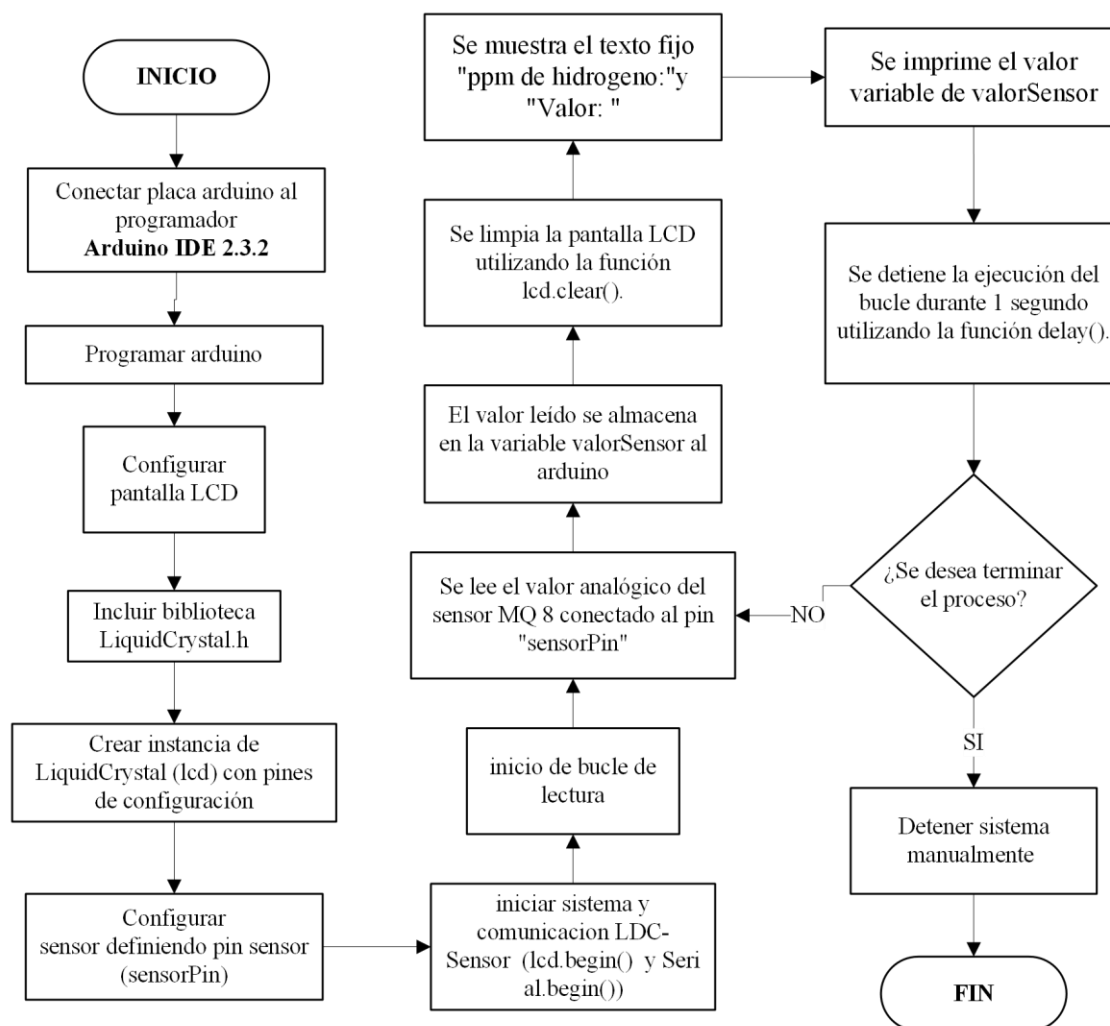 INICIO
Conectar placa arduino al
programador
Arduino IDE 2.3.2
Programar arduino
Configurar
pantalla LCD
Incluir biblioteca
LiquidCrystal.h
Crear instancia de
LiquidCrystal (lcd) con pines
de configuración
Configurar
sensor definiendo pin sensor
(sensorPin)
iniciar sistema y
comunicacion LDC-
Sensor (lcd.begin() y Seri
al.begin())
inicio de bucle de
lectura
Se lee el valor analógico del
sensor MQ 8 conectado al pin
"sensorPin"
El valor leído se almacena
en la variable valorSensor al
arduino
Se limpia la pantalla LCD
utilizando la función
lcd.clear().
Se muestra el texto fijo
"ppm de hidrogeno:"y
"Valor: "
Se imprime el valor
variable de valorSensor
Se detiene la ejecución del
bucle durante 1 segundo
utilizando la función delay().
¿Se desea terminar
el proceso?
NO
SI
Detener sistema
manualmente
FIN